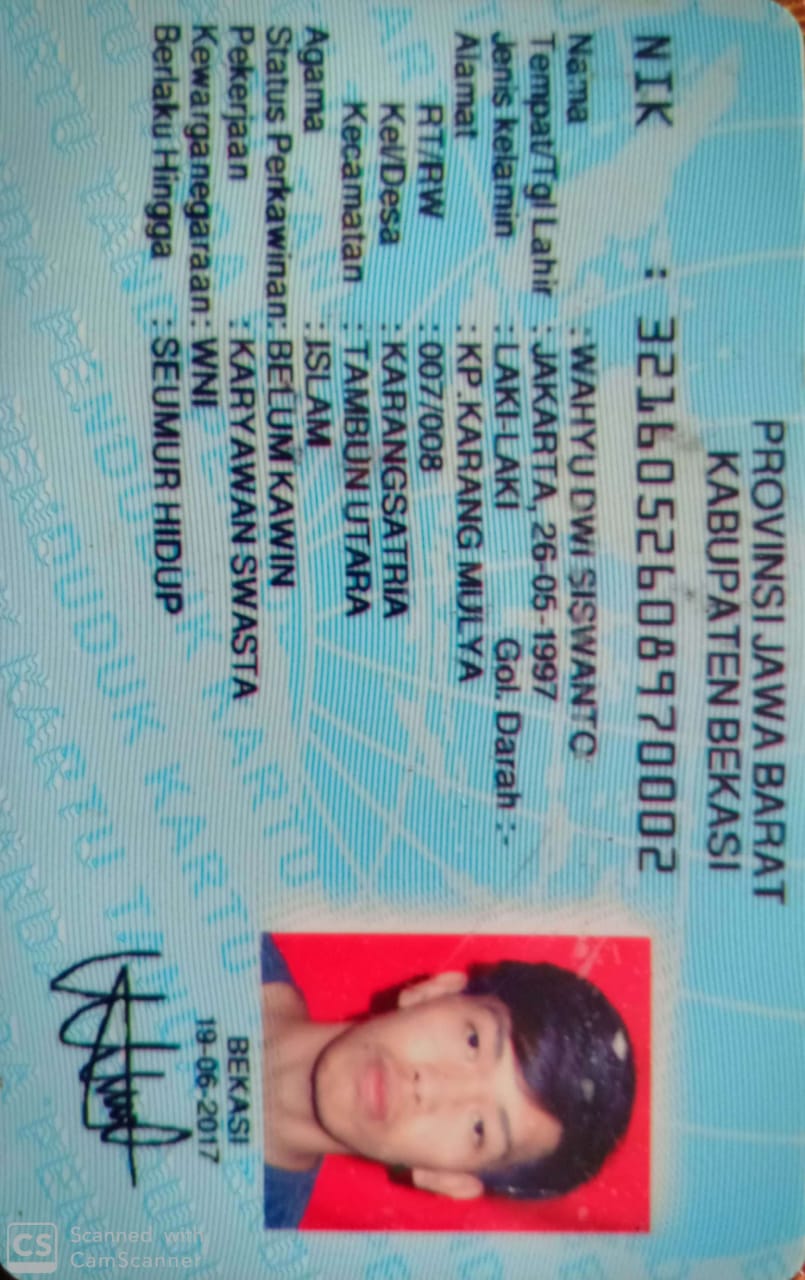 PROVINSI JAWA BARAT
KABUPATEN BEKASI
NIK : 3216052608970002
Nama : WAHYU DWI SISWANTO
Tempat/Tgl Lahir : JAKARTA, 26-05-1997
Jenis kelamin : LAKI-LAKI Gol. Darah : -
Alamat : KP.KARANG MULYA
RT/RW : 007/008
Kel/Desa : KARANGSATRIA
Kecamatan : TAMBUN UTARA
Agama : ISLAM
Status Perkawinan: BELUM KAWIN
Pekerjaan : KARYAWAN SWASTA
Kewarganegaraan: WNI
Berlaku Hingga : SEUMUR HIDUP
BEKASI
19-06-2017
CS Scanned with
CamScanner